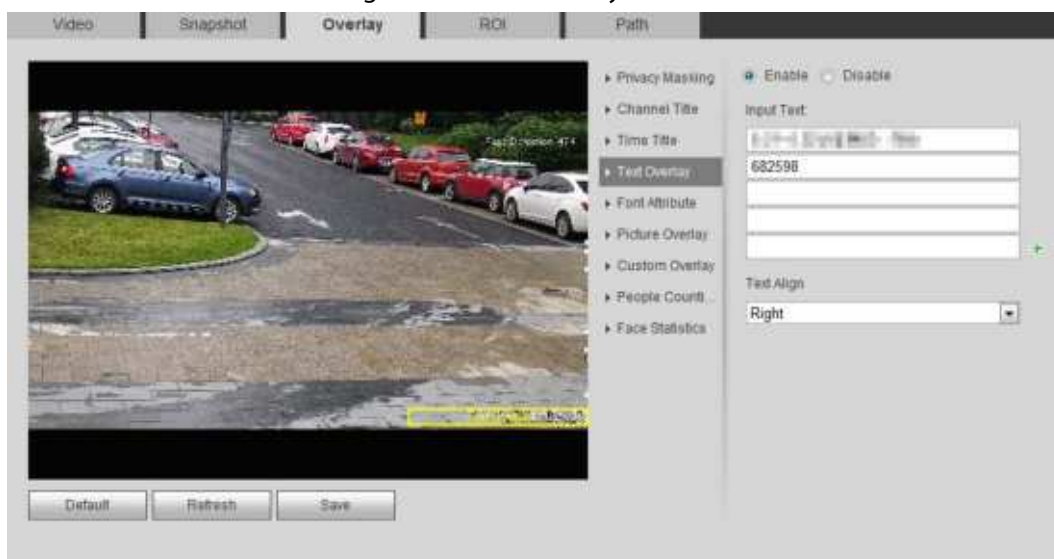 Video Snapshot Overlay ROI Path
Privacy Masking
Channel Title
Time Title
Text Overlay
Font Attribute
Picture Overlay
Custom Overlay
People Counti...
Face Statistics
Enable Disable
Input Text:
682598
Text Align
Right
Default Refresh Save